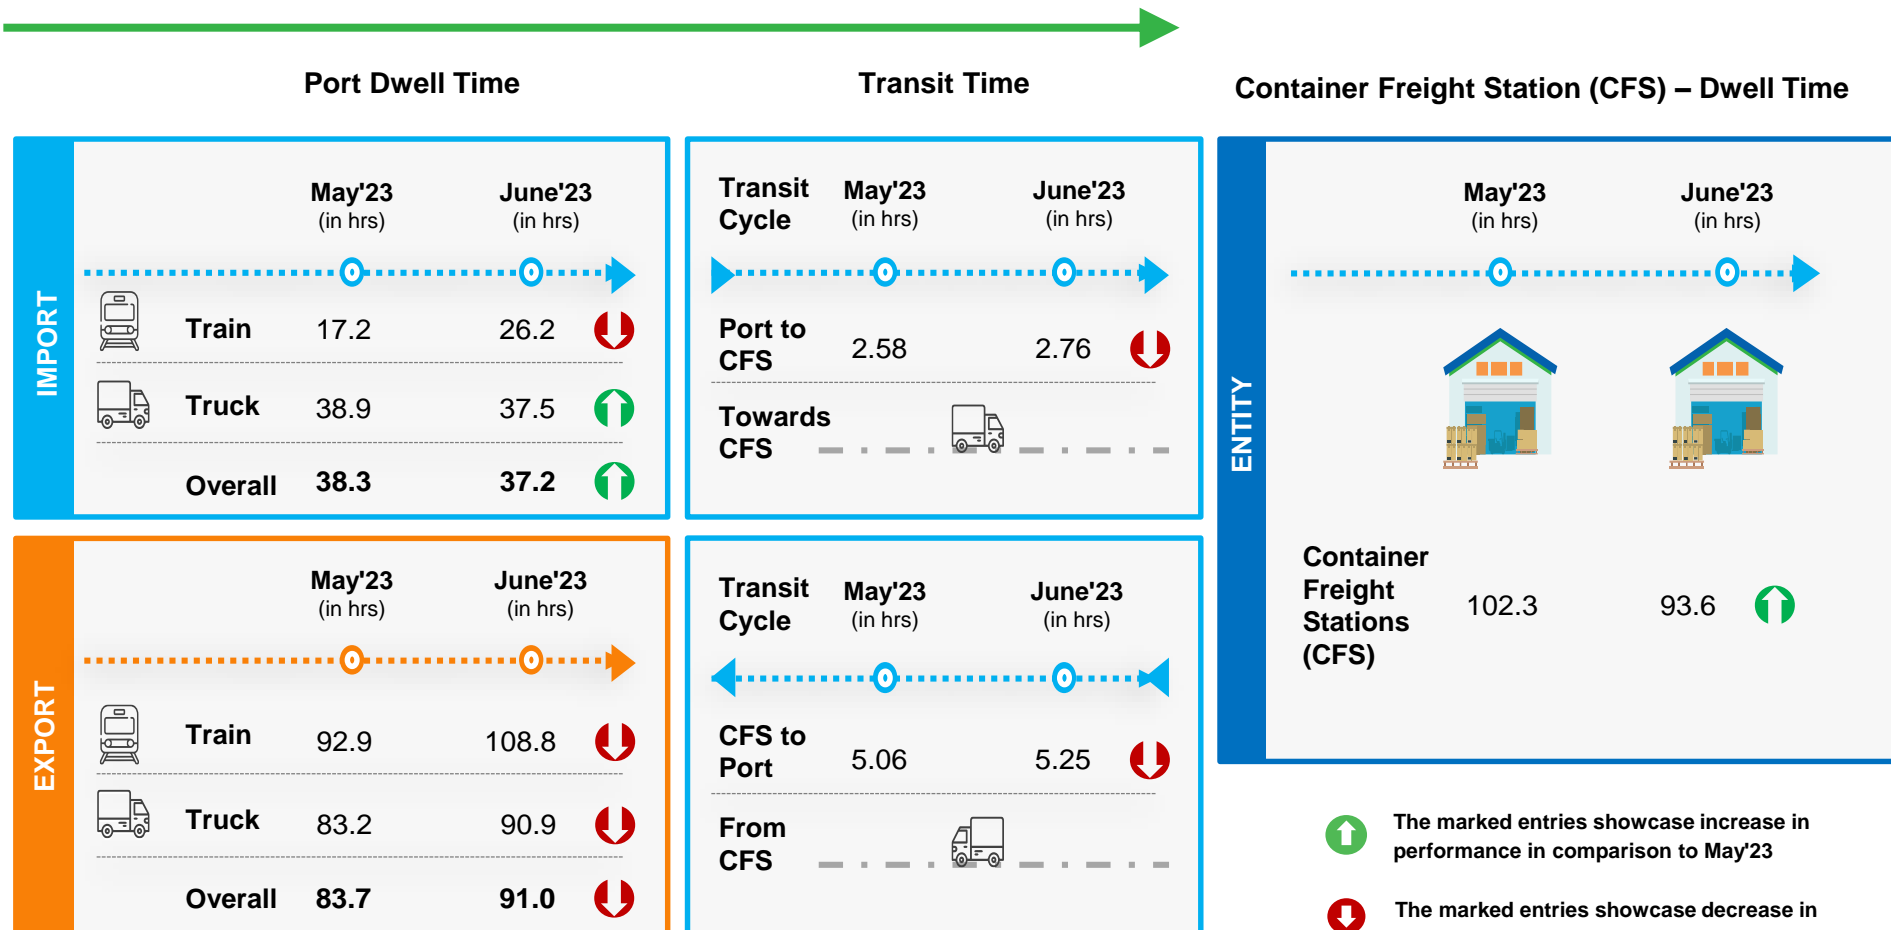 Port Dwell Time
Transit Time
Container Freight Station (CFS) – Dwell Time
IMPORT
May'23 June'23
(in hrs) (in hrs)
Train 17.2 26.2
Truck 38.9 37.5
Overall 38.3 37.2
Transit May'23 June'23
Cycle (in hrs) (in hrs)
Port to
CFS 2.58 2.76
Towards
CFS
ENTITY
May'23 June'23
(in hrs) (in hrs)
Container
Freight
Stations
(CFS)
102.3 93.6
EXPORT
May'23 June'23
(in hrs) (in hrs)
Train 92.9 108.8
Truck 83.2 90.9
Overall 83.7 91.0
Transit May'23 June'23
Cycle (in hrs) (in hrs)
CFS to
Port 5.06 5.25
From
CFS
The marked entries showcase increase in
performance in comparison to May'23
The marked entries showcase decrease in